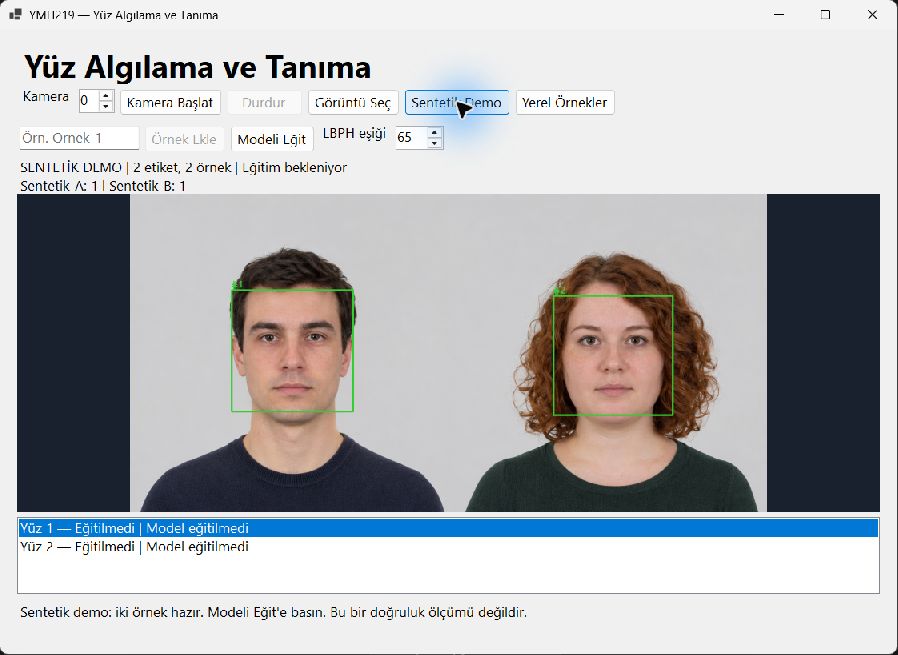 YMH219 — Yüz Algılama ve Tanıma
Yüz Algılama ve Tanıma
Kamera 0 Kamera Başlat Durdur Görüntü Seç Sentetik Demo Yerel Örnekler
Örn. Ornek 1 Örnek Ekle Modeli Eğit LBPH eşiği 65
SENTETİK DEMO | 2 etiket, 2 örnek | Eğitim bekleniyor
Sentetik A: 1 | Sentetik B: 1
#1 #2
Yüz 1 — Eğitilmedi | Model eğitilmedi
Yüz 2 — Eğitilmedi | Model eğitilmedi
Sentetik demo: iki örnek hazır. Modeli Eğit'e basın. Bu bir doğruluk ölçümü değildir.